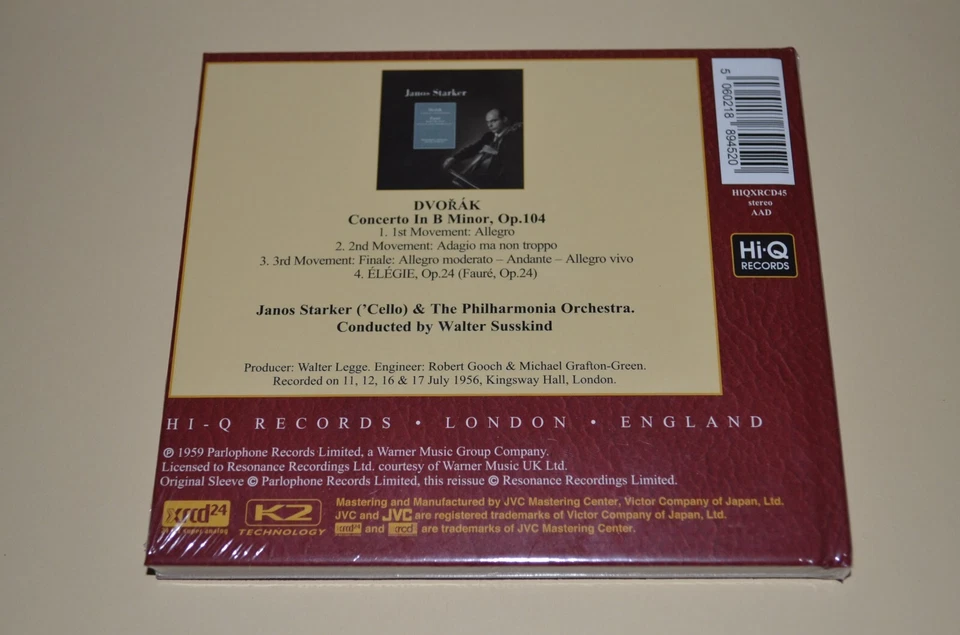 Janos Starker
DVOŘÁK
Concerto In B Minor, Op.104
1. 1st Movement: Allegro
2. 2nd Movement: Adagio ma non troppo
3. 3rd Movement: Finale: Allegro moderato – Andante – Allegro vivo
4. ÉLÉGIE, Op.24 (Fauré, Op.24)
Janos Starker (’Cello) & The Philharmonia Orchestra.
Conducted by Walter Susskind
Producer: Walter Legge. Engineer: Robert Gooch & Michael Grafton-Green.
Recorded on 11, 12, 16 & 17 July 1956, Kingsway Hall, London.
5 060218 894520
HIQXRCD45
stereo
AAD
Hi-Q
RECORDS
HI-Q RECORDS • LONDON • ENGLAND
℗ 1959 Parlophone Records Limited, a Warner Music Group Company.
Licensed to Resonance Recordings Ltd. courtesy of Warner Music UK Ltd.
Original Sleeve © Parlophone Records Limited, this reissue © Resonance Recordings Limited.
xrcd24
K2
TECHNOLOGY
Mastering and Manufactured by JVC Mastering Center, Victor Company of Japan, Ltd.
JVC and JVC are registered trademarks of Victor Company of Japan, Ltd.
xrcd24 and xrcd are trademarks of JVC Mastering Center.